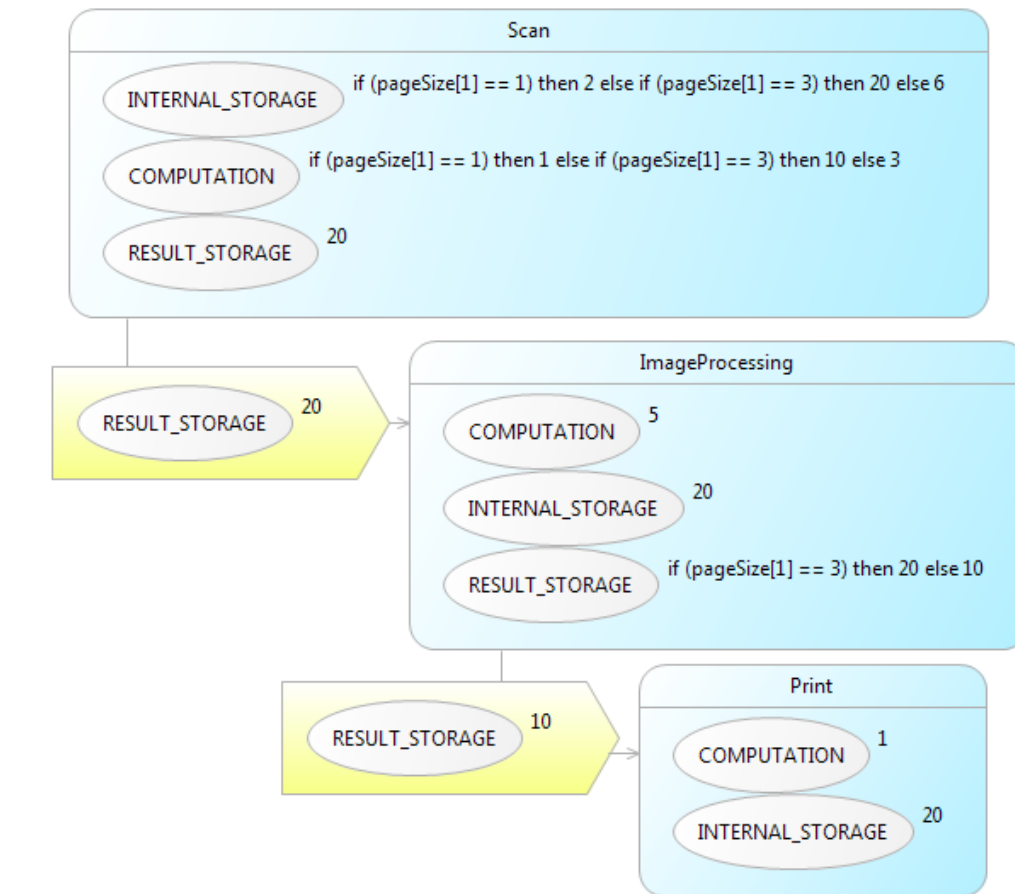 Scan
INTERNAL_STORAGE if (pageSize[1] == 1) then 2 else if (pageSize[1] == 3) then 20 else 6
COMPUTATION if (pageSize[1] == 1) then 1 else if (pageSize[1] == 3) then 10 else 3
RESULT_STORAGE 20
RESULT_STORAGE 20
ImageProcessing
COMPUTATION 5
INTERNAL_STORAGE 20
RESULT_STORAGE if (pageSize[1] == 3) then 20 else 10
RESULT_STORAGE 10
Print
COMPUTATION 1
INTERNAL_STORAGE 20